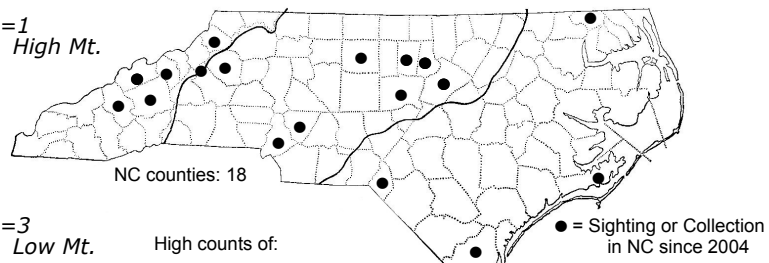 =1
High Mt.
NC counties: 18
=3
Low Mt.
High counts of:
● = Sighting or Collection
in NC since 2004